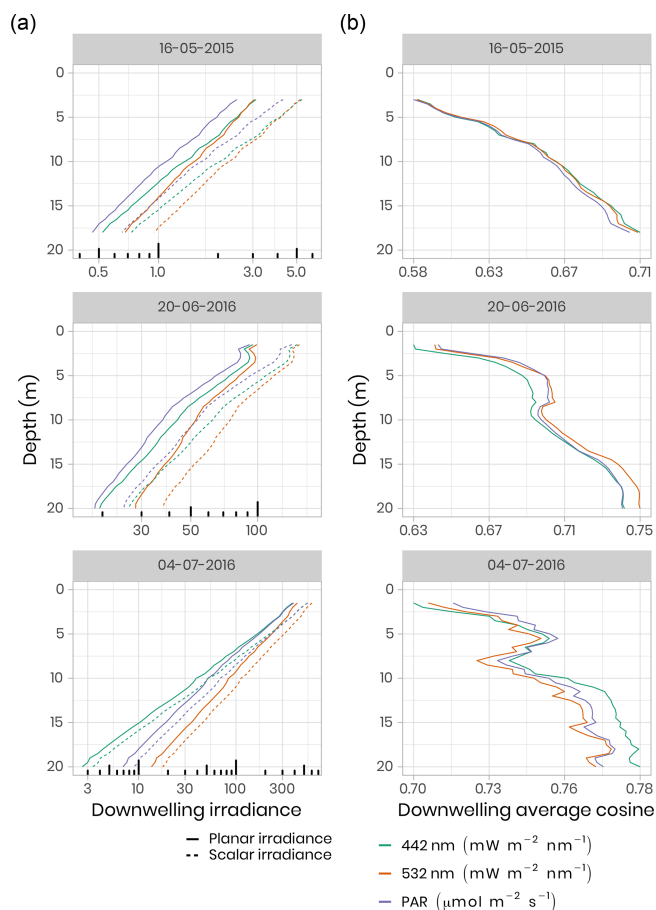 (a)
(b)
16-05-2015
16-05-2015
0
5
10
15
20
0.5 1.0 3.0 5.0
0
5
10
15
20
0.58 0.63 0.67 0.71
20-06-2016
20-06-2016
Depth (m)
0
5
10
15
20
30 50 100
Depth (m)
0
5
10
15
20
0.63 0.67 0.71 0.75
04-07-2016
04-07-2016
0
5
10
15
20
3 10 30 100 300
0
5
10
15
20
0.70 0.73 0.76 0.78
Downwelling irradiance
Downwelling average cosine
Planar irradiance
Scalar irradiance
442 nm (mW m⁻² nm⁻¹)
532 nm (mW m⁻² nm⁻¹)
PAR (μmol m⁻² s⁻¹)